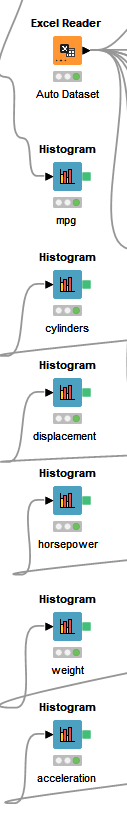 Excel Reader
Auto Dataset
Histogram
mpg
Histogram
cylinders
Histogram
displacement
Histogram
horsepower
Histogram
weight
Histogram
acceleration